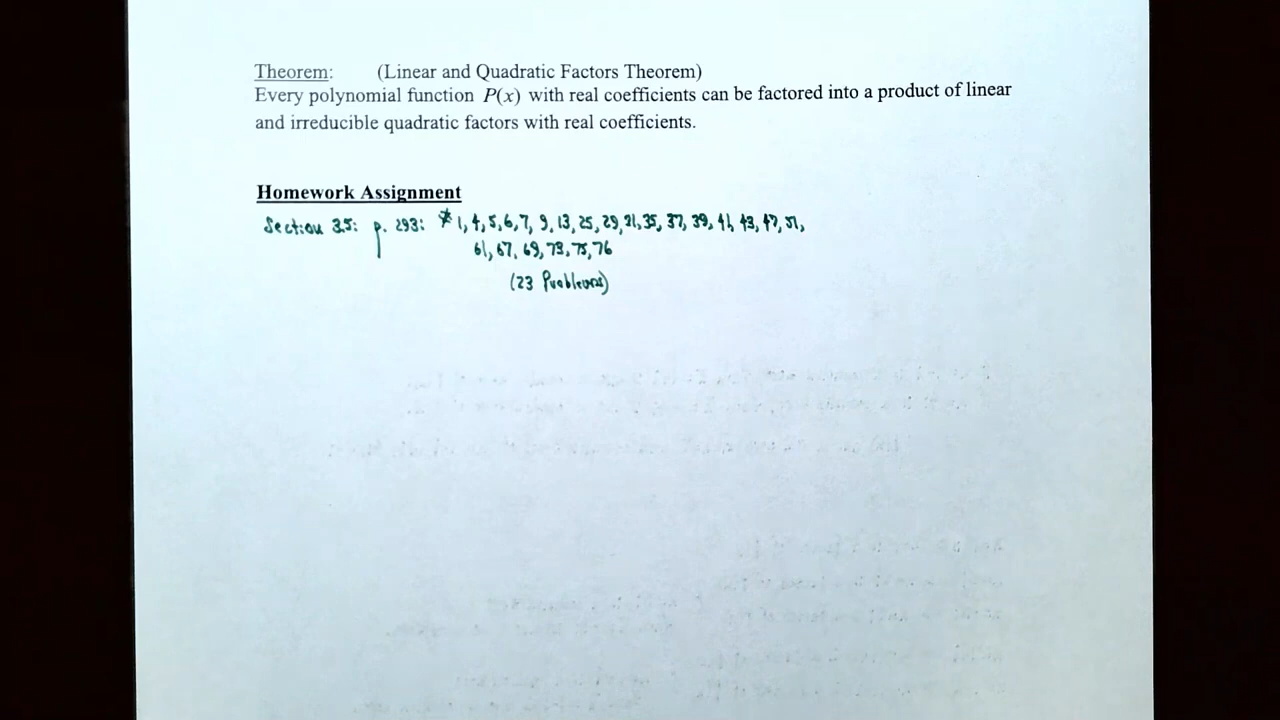 Theorem: (Linear and Quadratic Factors Theorem)
Every polynomial function P(x) with real coefficients can be factored into a product of linear
and irreducible quadratic factors with real coefficients.
Homework Assignment
Section 3.5: p. 293: # 1, 4, 5, 6, 7, 9, 13, 25, 29, 31, 35, 37, 39, 41, 43, 47, 51,
61, 67, 69, 73, 75, 76
(23 Problems)